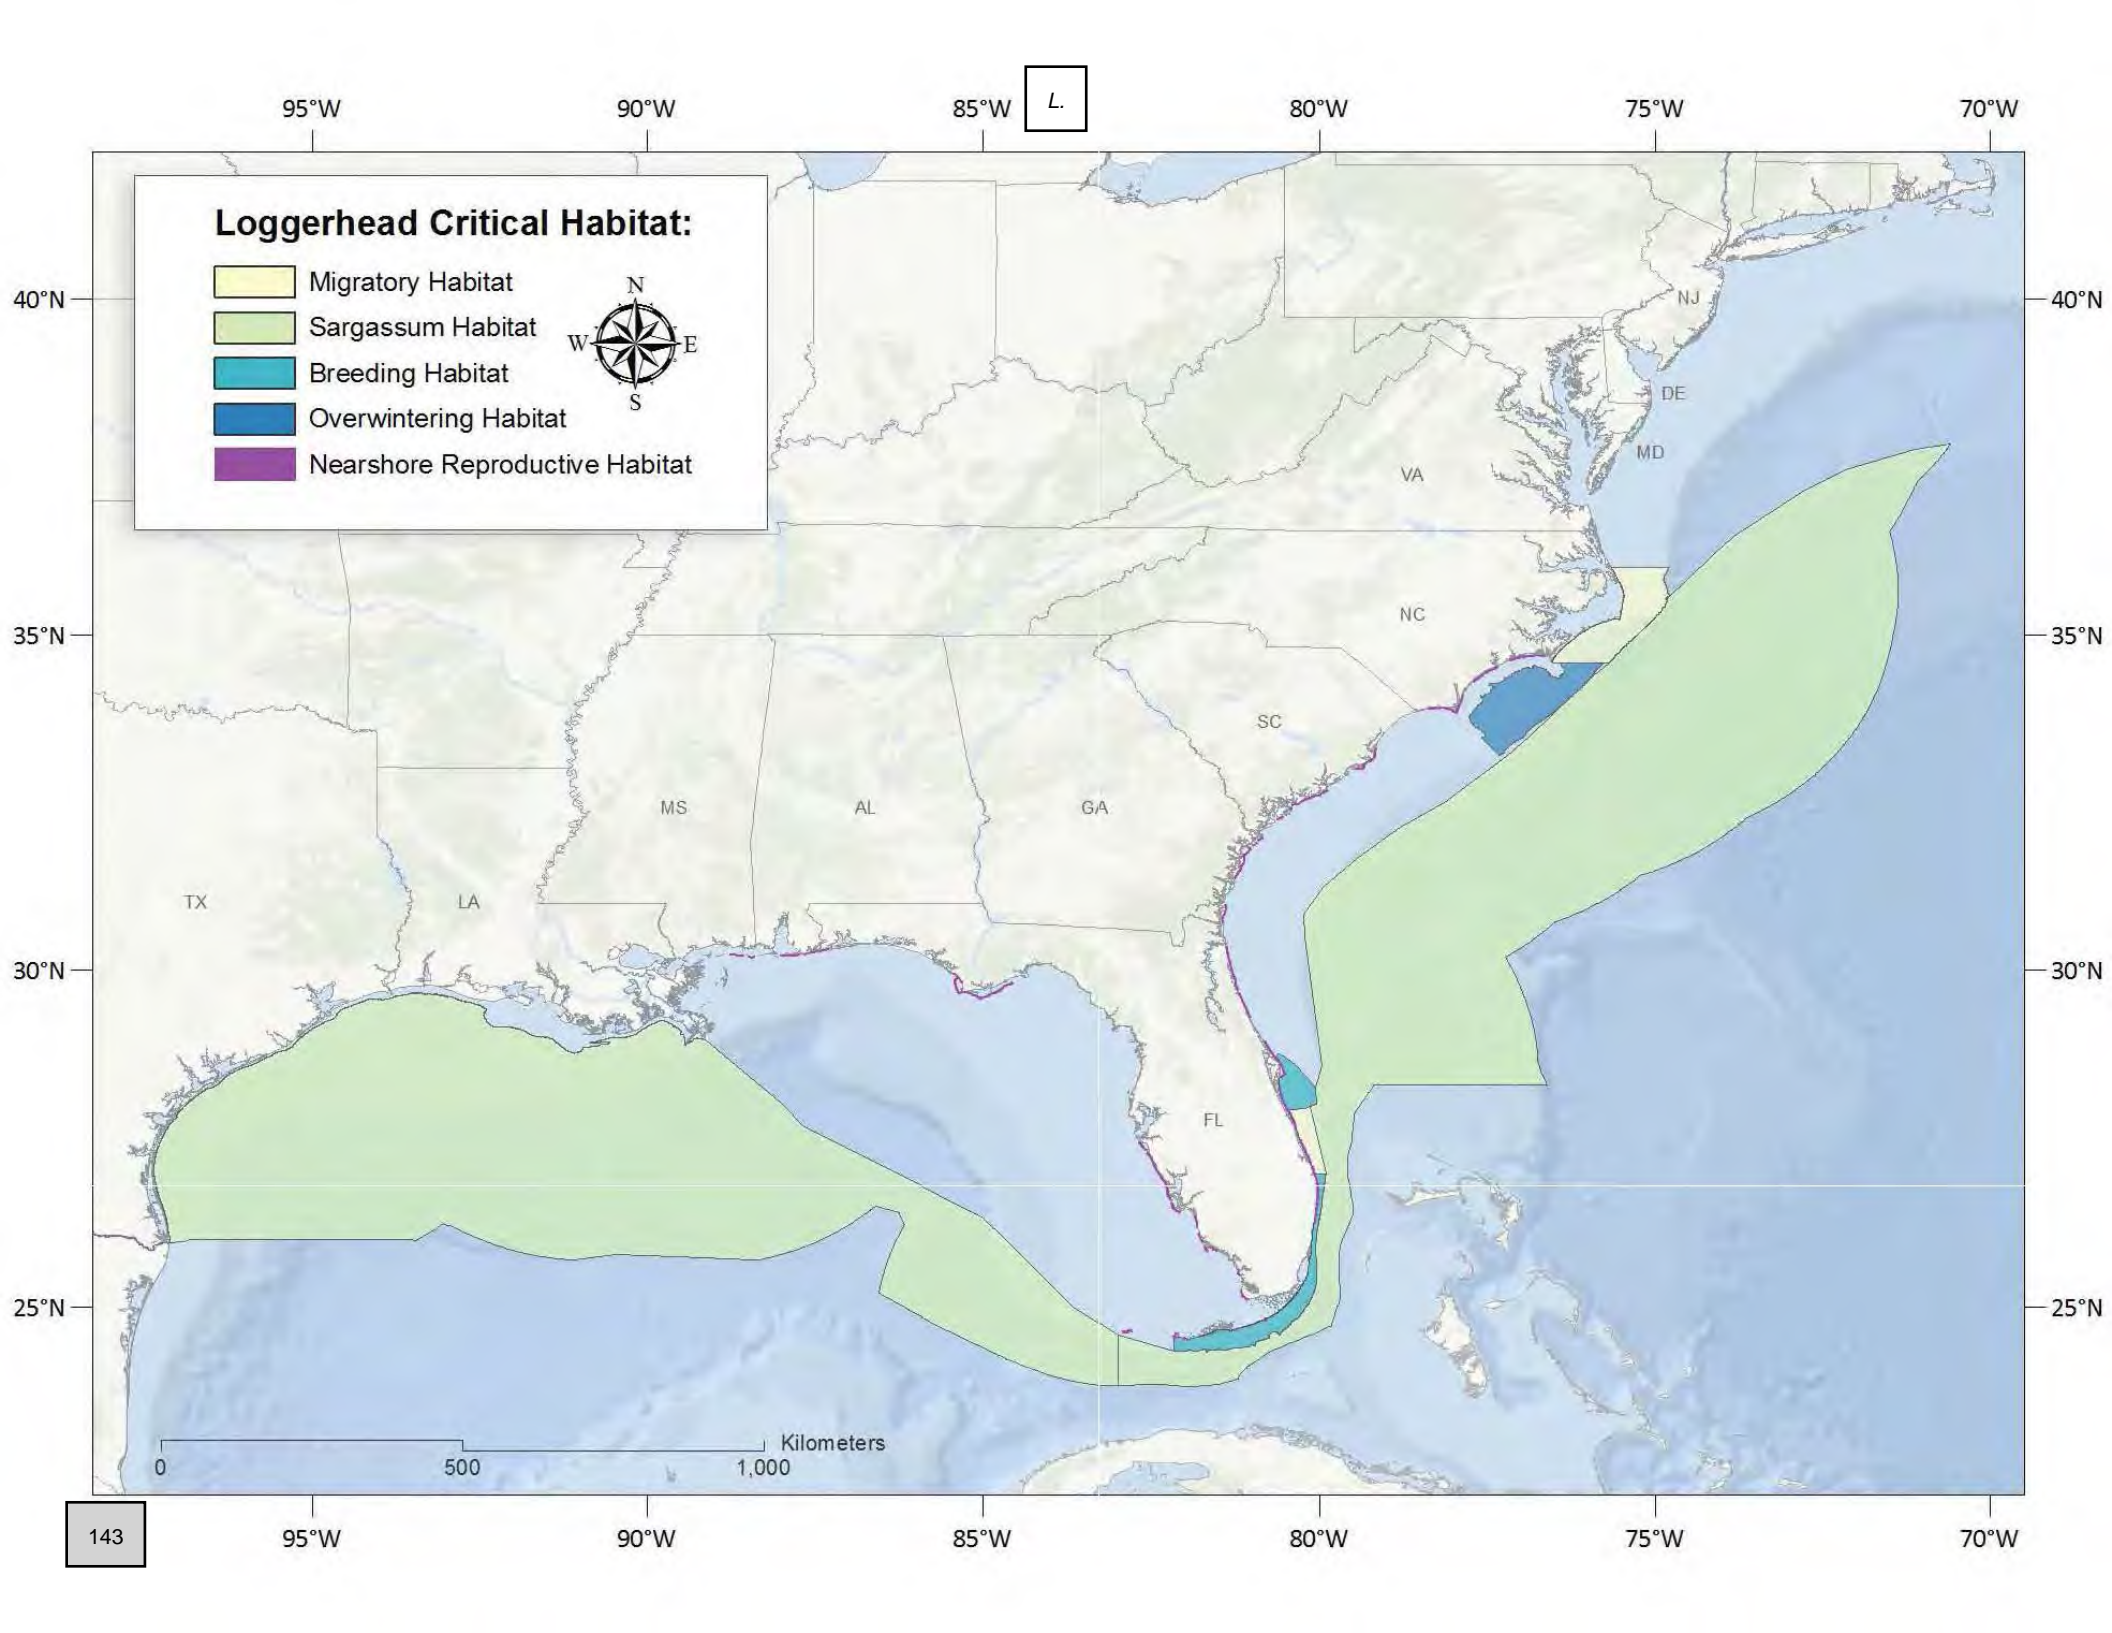 L.
95°W 90°W 85°W 80°W 75°W 70°W
Loggerhead Critical Habitat:
Migratory Habitat
Sargassum Habitat
Breeding Habitat
Overwintering Habitat
Nearshore Reproductive Habitat
N
W E
S
40°N 40°N
NJ
DE
MD
VA
35°N 35°N
NC
SC
MS AL GA
TX LA
30°N 30°N
FL
25°N 25°N
Kilometers
0 500 1,000
143
95°W 90°W 85°W 80°W 75°W 70°W